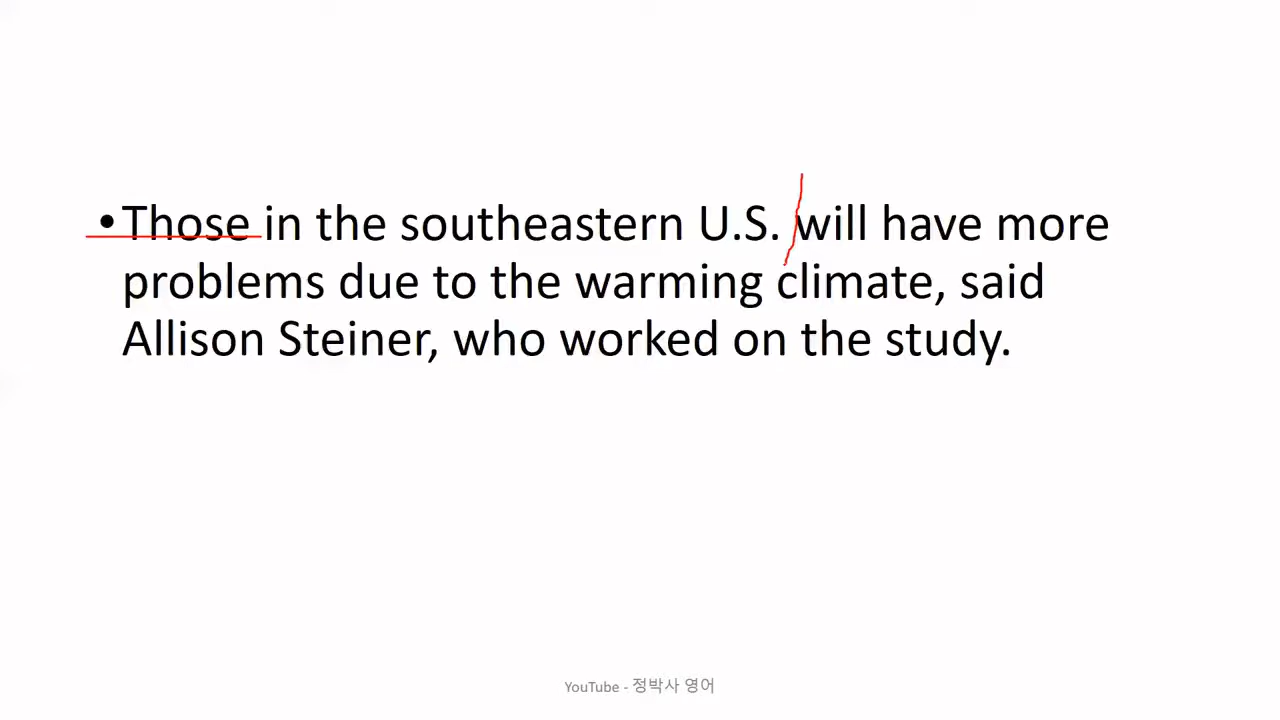 •Those in the southeastern U.S. will have more
problems due to the warming climate, said
Allison Steiner, who worked on the study.
YouTube - 정박사 영어